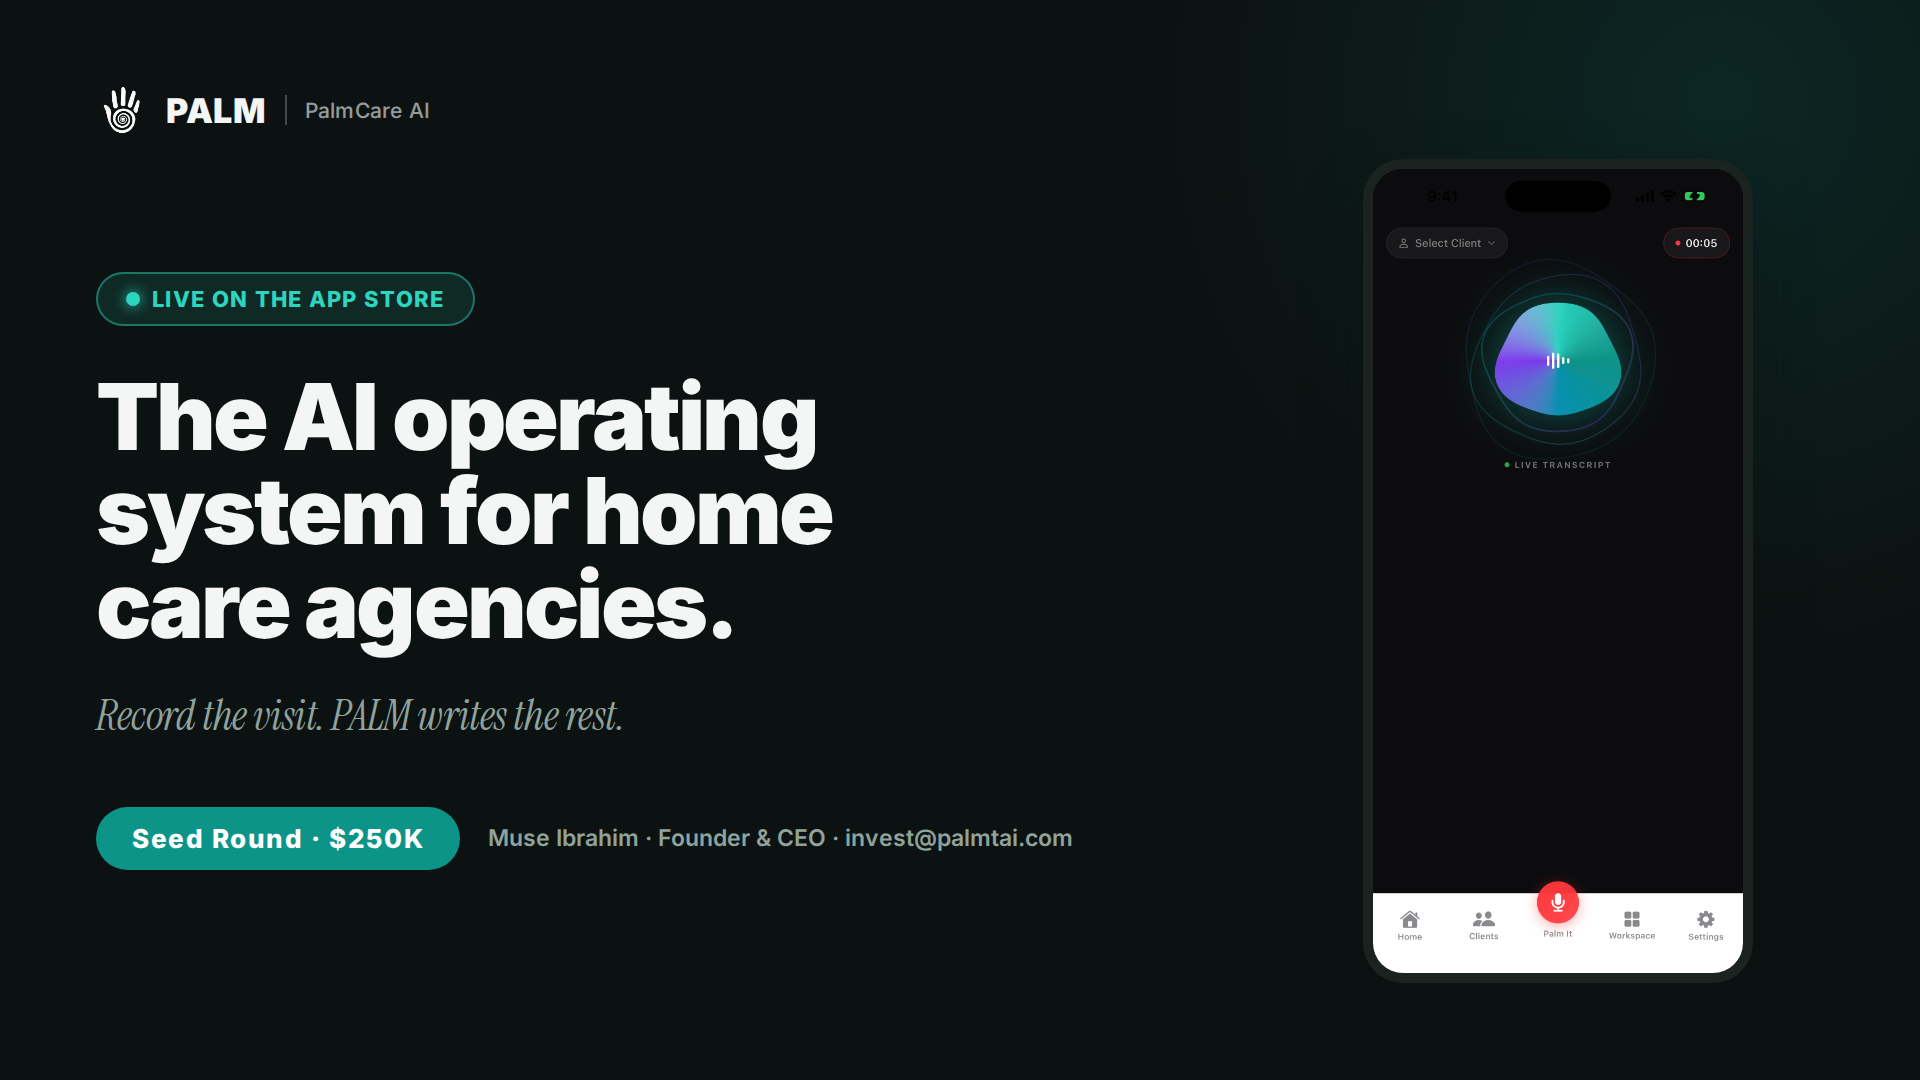 PALM | PalmCare AI
LIVE ON THE APP STORE
The AI operating
system for home
care agencies.
Record the visit. PALM writes the rest.
Seed Round · $250K
Muse Ibrahim · Founder & CEO · invest@palmtai.com
9:41
Select Client
00:05
LIVE TRANSCRIPT
Home
Clients
Palm It
Workspace
Settings